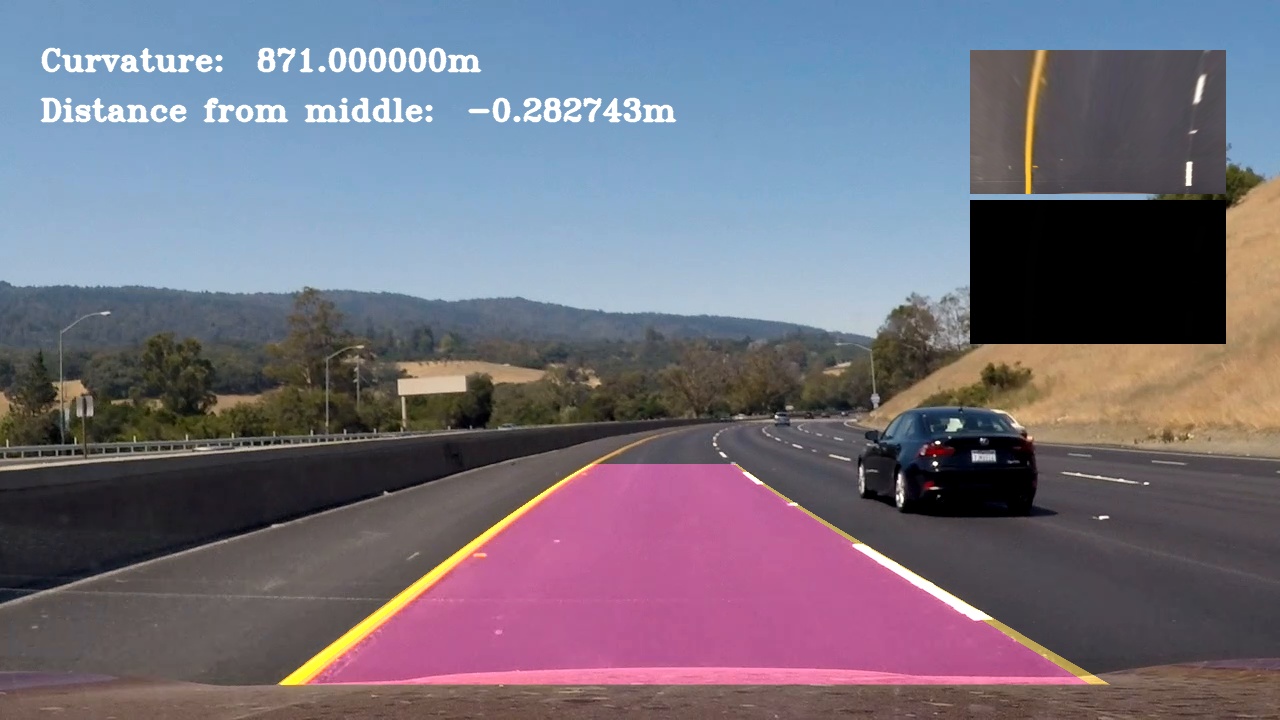 Curvature: 871.000000m
Distance from middle: −0.282743m